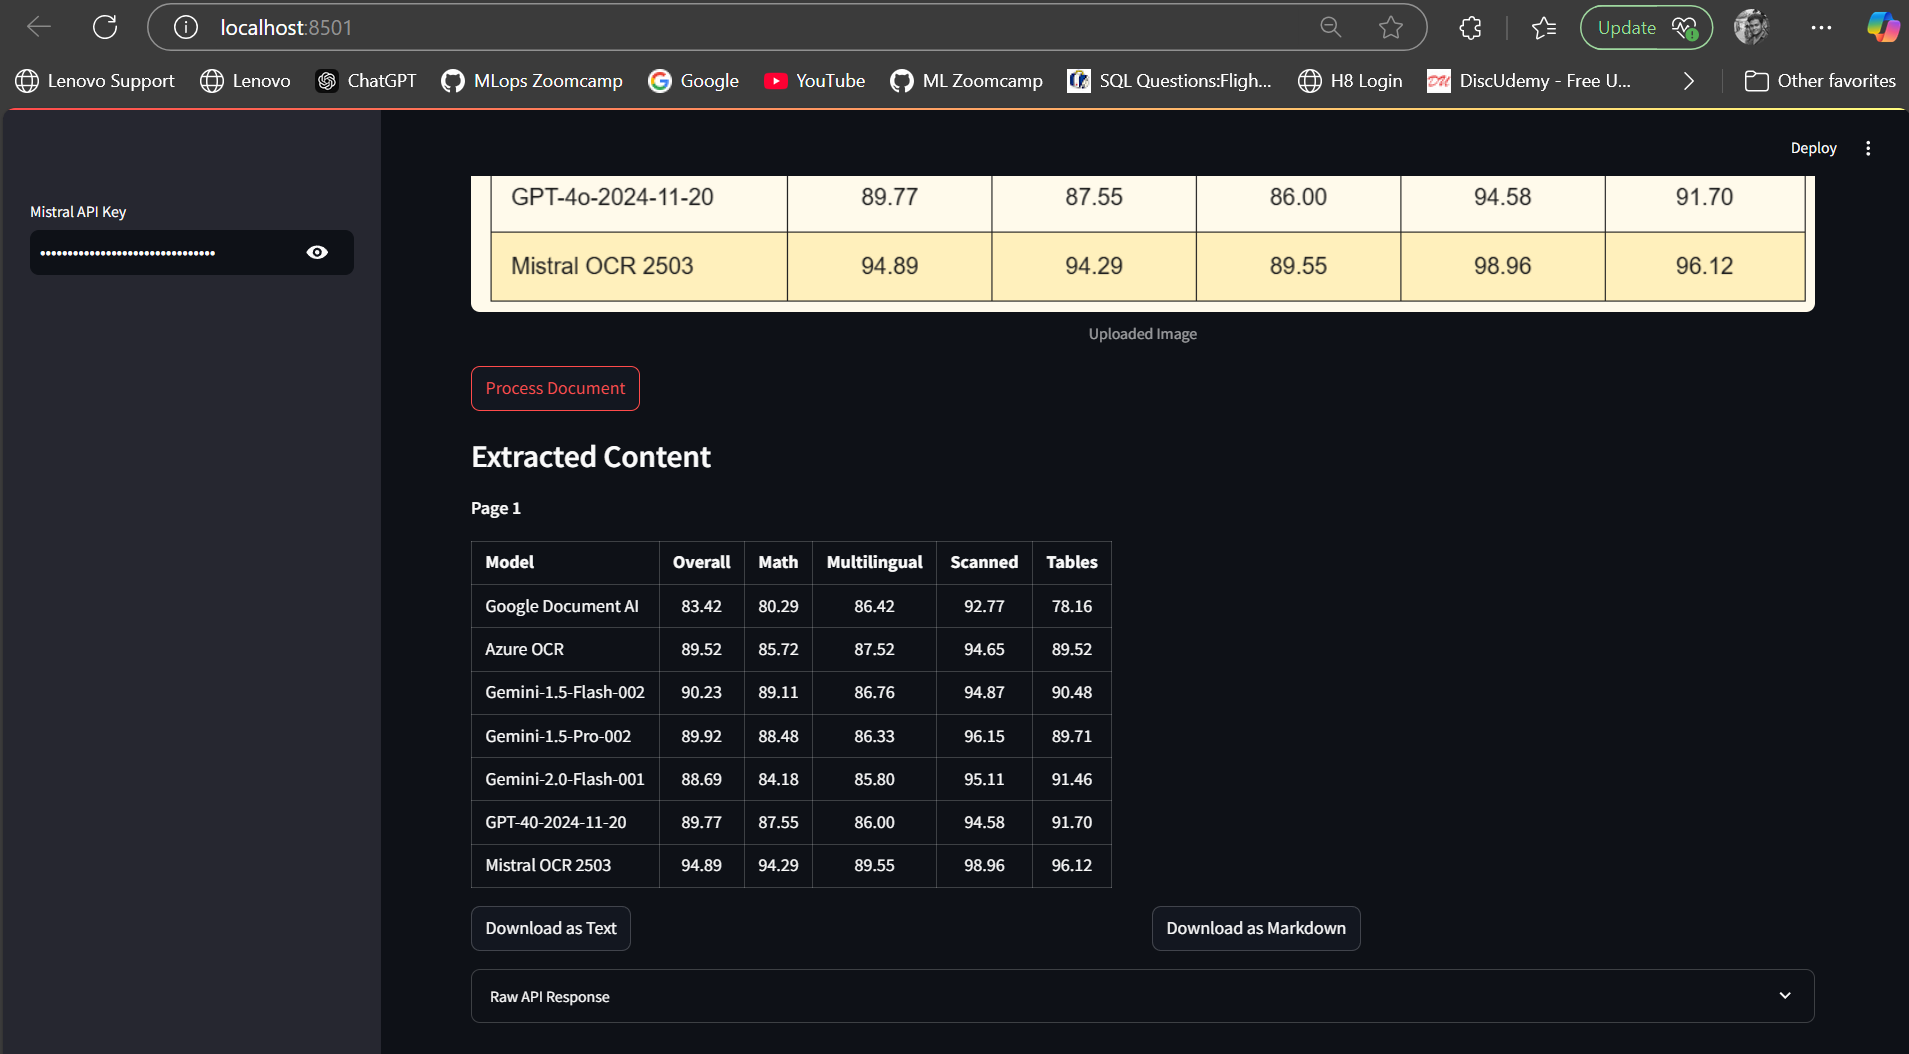 localhost:8501
Update
Lenovo Support Lenovo ChatGPT MLops Zoomcamp Google YouTube ML Zoomcamp SQL Questions:Fligh... H8 Login DiscUdemy - Free U... Other favorites
Deploy
Mistral API Key
GPT-4o-2024-11-20 89.77 87.55 86.00 94.58 91.70
Mistral OCR 2503 94.89 94.29 89.55 98.96 96.12
Uploaded Image
Process Document
Extracted Content
Page 1
Model Overall Math Multilingual Scanned Tables
Google Document AI 83.42 80.29 86.42 92.77 78.16
Azure OCR 89.52 85.72 87.52 94.65 89.52
Gemini-1.5-Flash-002 90.23 89.11 86.76 94.87 90.48
Gemini-1.5-Pro-002 89.92 88.48 86.33 96.15 89.71
Gemini-2.0-Flash-001 88.69 84.18 85.80 95.11 91.46
GPT-40-2024-11-20 89.77 87.55 86.00 94.58 91.70
Mistral OCR 2503 94.89 94.29 89.55 98.96 96.12
Download as Text Download as Markdown
Raw API Response